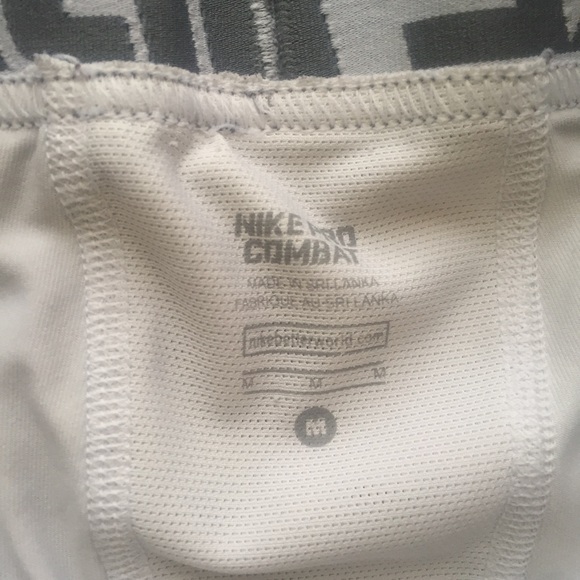 NIKE PRO
COMBAT
MADE IN SRI LANKA
FABRIQUE AU SRI LANKA
nikebetterworld.com
M M M
M